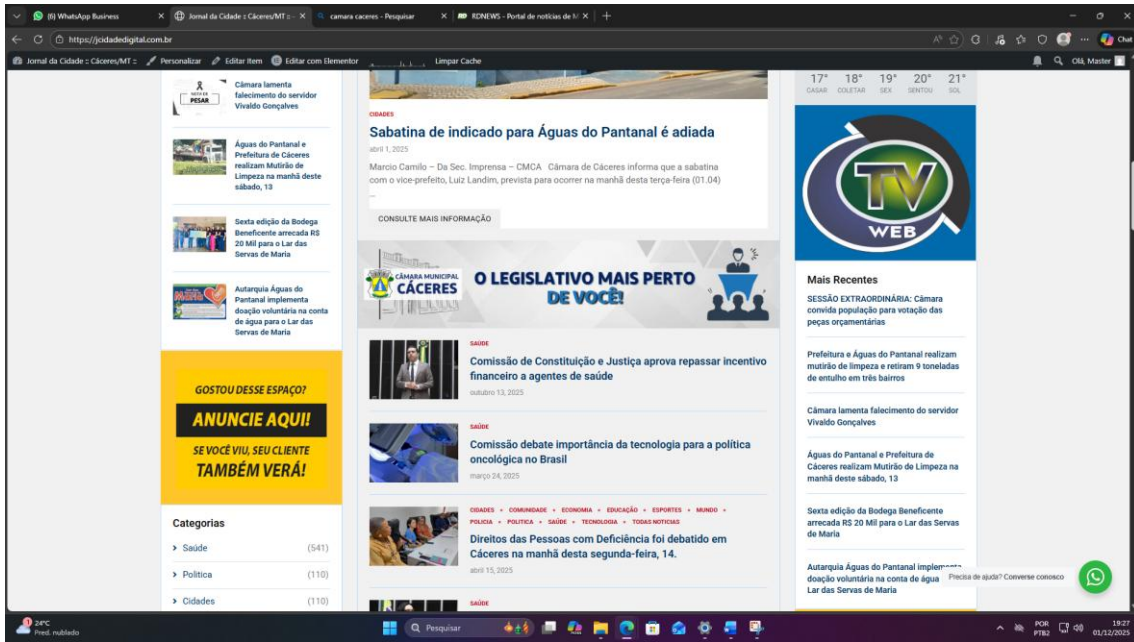 (6) WhatsApp Business
Jornal da Cidade :: Cáceres/MT :: -
camara caceres - Pesquisar
RDNEWS - Portal de notícias de M
https://jcidadedigital.com.br
Chat
Jornal da Cidade :: Cáceres/MT ::
Personalizar
Editar Item
Editar com Elementor
Limpar Cache
Olá, Master
NOTA DE
PESAR
Câmara lamenta
falecimento do servidor
Vivaldo Gonçalves
Águas do Pantanal e
Prefeitura de Cáceres
realizam Mutirão de
Limpeza na manhã deste
sábado, 13
Sexta edição da Bodega
Beneficente arrecada R$
20 Mil para o Lar das
Servas de Maria
Autarquia Águas do
Pantanal implementa
doação voluntária na conta
de água para o Lar das
Servas de Maria
GOSTOU DESSE ESPAÇO?
ANUNCIE AQUI!
SE VOCÊ VIU, SEU CLIENTE
TAMBÉM VERÁ!
Categorias
Saúde (541)
Politica (110)
Cidades (110)
CIDADES
Sabatina de indicado para Águas do Pantanal é adiada
abril 1, 2025
Marcio Camilo – Da Sec. Imprensa – CMCA Câmara de Cáceres informa que a sabatina
com o vice-prefeito, Luiz Landim, prevista para ocorrer na manhã desta terça-feira (01.04)
...
CONSULTE MAIS INFORMAÇÃO
CÂMARA MUNICIPAL
CÁCERES
O LEGISLATIVO MAIS PERTO
DE VOCÊ!
SAÚDE
Comissão de Constituição e Justiça aprova repassar incentivo
financeiro a agentes de saúde
outubro 13, 2025
SAÚDE
Comissão debate importância da tecnologia para a política
oncológica no Brasil
março 24, 2025
CIDADES • COMUNIDADE • ECONOMIA • EDUCAÇÃO • ESPORTES • MUNDO •
POLICIA • POLITICA • SAÚDE • TECNOLOGIA • TODAS NOTICIAS
Direitos das Pessoas com Deficiência foi debatido em
Cáceres na manhã desta segunda-feira, 14.
abril 15, 2025
SAÚDE
17° 18° 19° 20° 21°
CASAR COLETAR SEX SENTOU SOL
TV
WEB
Mais Recentes
SESSÃO EXTRAORDINÁRIA: Câmara
convida população para votação das
peças orçamentárias
Prefeitura e Águas do Pantanal realizam
mutirão de limpeza e retiram 9 toneladas
de entulho em três bairros
Câmara lamenta falecimento do servidor
Vivaldo Gonçalves
Águas do Pantanal e Prefeitura de
Cáceres realizam Mutirão de Limpeza na
manhã deste sábado, 13
Sexta edição da Bodega Beneficente
arrecada R$ 20 Mil para o Lar das Servas
de Maria
Autarquia Águas do Pantanal implementa
doação voluntária na conta de água
Lar das Servas de Maria
Precisa de ajuda? Converse conosco
24°C
Pred. nublado
Pesquisar
POR
PTB2
19:27
01/12/2025